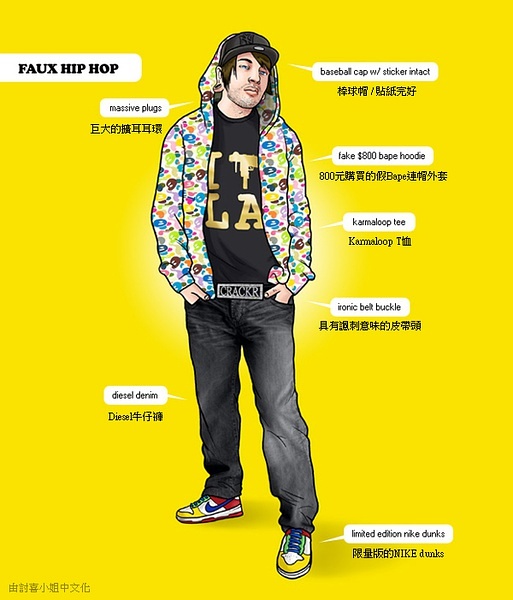 FAUX HIP HOP
baseball cap w/ sticker intact
棒球帽 / 貼紙完好
massive plugs
巨大的擴耳耳環
fake $800 bape hoodie
800元購買的假Bape連帽外套
I
LA
karmaloop tee
Karmaloop T恤
CRACKR
ironic belt buckle
具有諷刺意味的皮帶頭
diesel denim
Diesel牛仔褲
limited edition nike dunks
限量版的NIKE dunks
由討喜小姐中文化